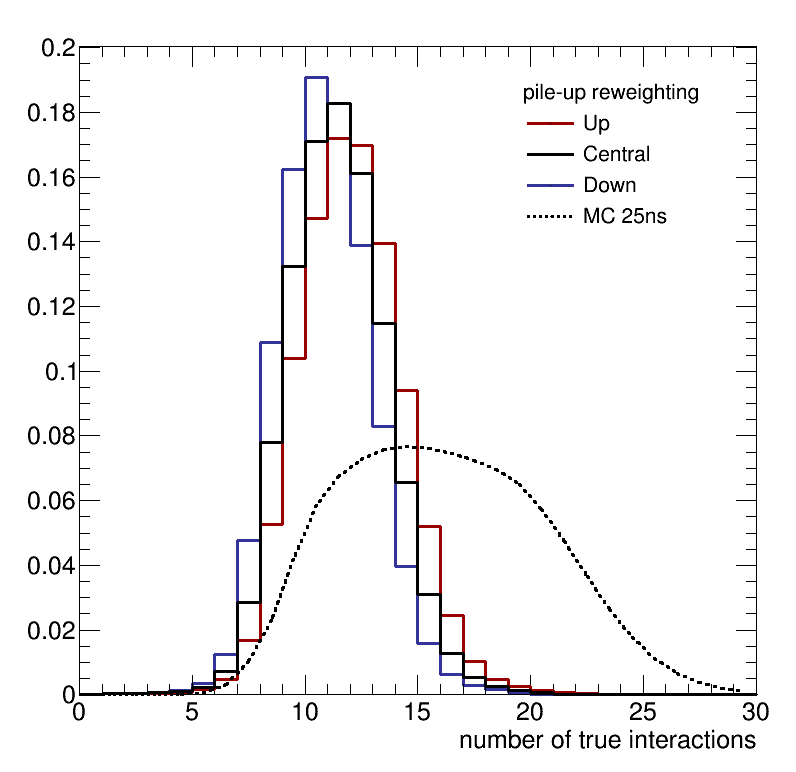 0.2
0.18
0.16
0.14
0.12
0.1
0.08
0.06
0.04
0.02
0
pile-up reweighting
Up
Central
Down
MC 25ns
0 5 10 15 20 25 30
number of true interactions